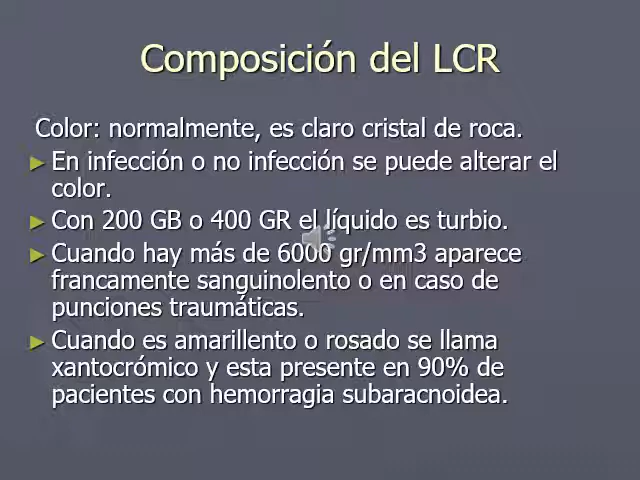 Composición del LCR
Color: normalmente, es claro cristal de roca.
► En infección o no infección se puede alterar el
color.
► Con 200 GB o 400 GR el líquido es turbio.
► Cuando hay más de 6000 gr/mm3 aparece
francamente sanguinolento o en caso de
punciones traumáticas.
► Cuando es amarillento o rosado se llama
xantocrómico y esta presente en 90% de
pacientes con hemorragia subaracnoidea.